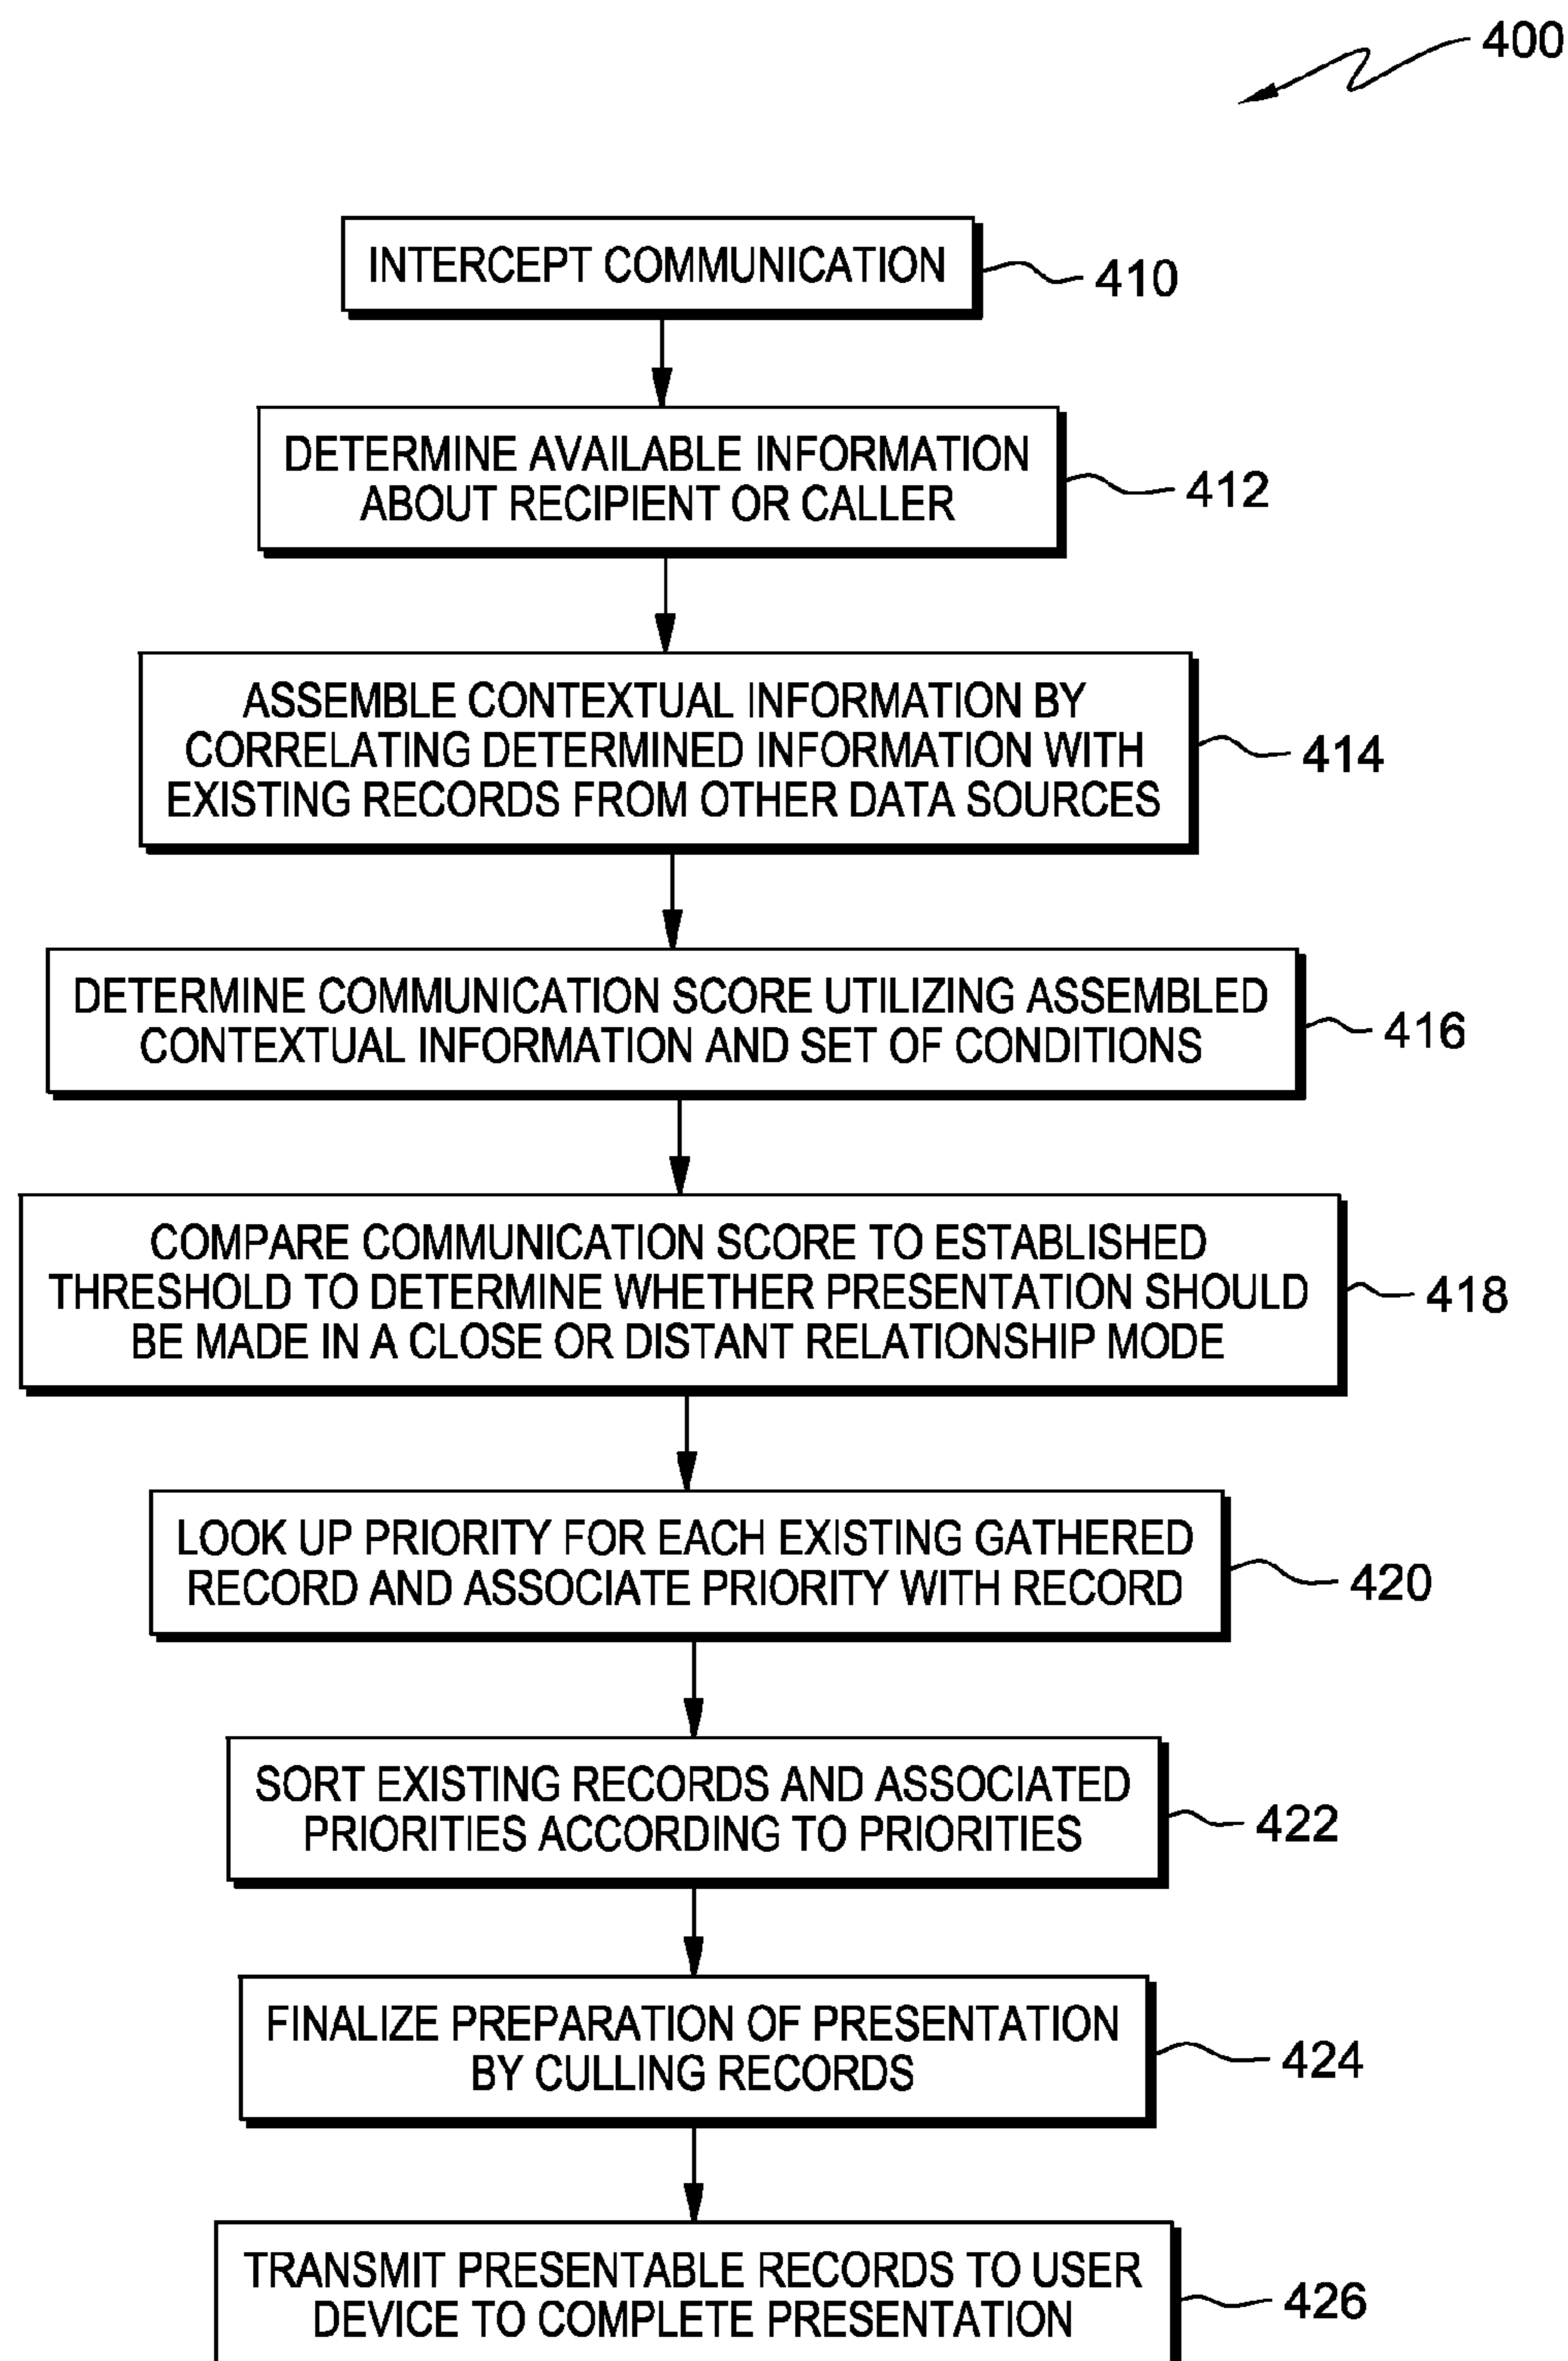 400
INTERCEPT COMMUNICATION
410
DETERMINE AVAILABLE INFORMATION
ABOUT RECIPIENT OR CALLER
412
ASSEMBLE CONTEXTUAL INFORMATION BY
CORRELATING DETERMINED INFORMATION WITH
EXISTING RECORDS FROM OTHER DATA SOURCES
414
DETERMINE COMMUNICATION SCORE UTILIZING ASSEMBLED
CONTEXTUAL INFORMATION AND SET OF CONDITIONS
416
COMPARE COMMUNICATION SCORE TO ESTABLISHED
THRESHOLD TO DETERMINE WHETHER PRESENTATION SHOULD
BE MADE IN A CLOSE OR DISTANT RELATIONSHIP MODE
418
LOOK UP PRIORITY FOR EACH EXISTING GATHERED
RECORD AND ASSOCIATE PRIORITY WITH RECORD
420
SORT EXISTING RECORDS AND ASSOCIATED
PRIORITIES ACCORDING TO PRIORITIES
422
FINALIZE PREPARATION OF PRESENTATION
BY CULLING RECORDS
424
TRANSMIT PRESENTABLE RECORDS TO USER
DEVICE TO COMPLETE PRESENTATION
426